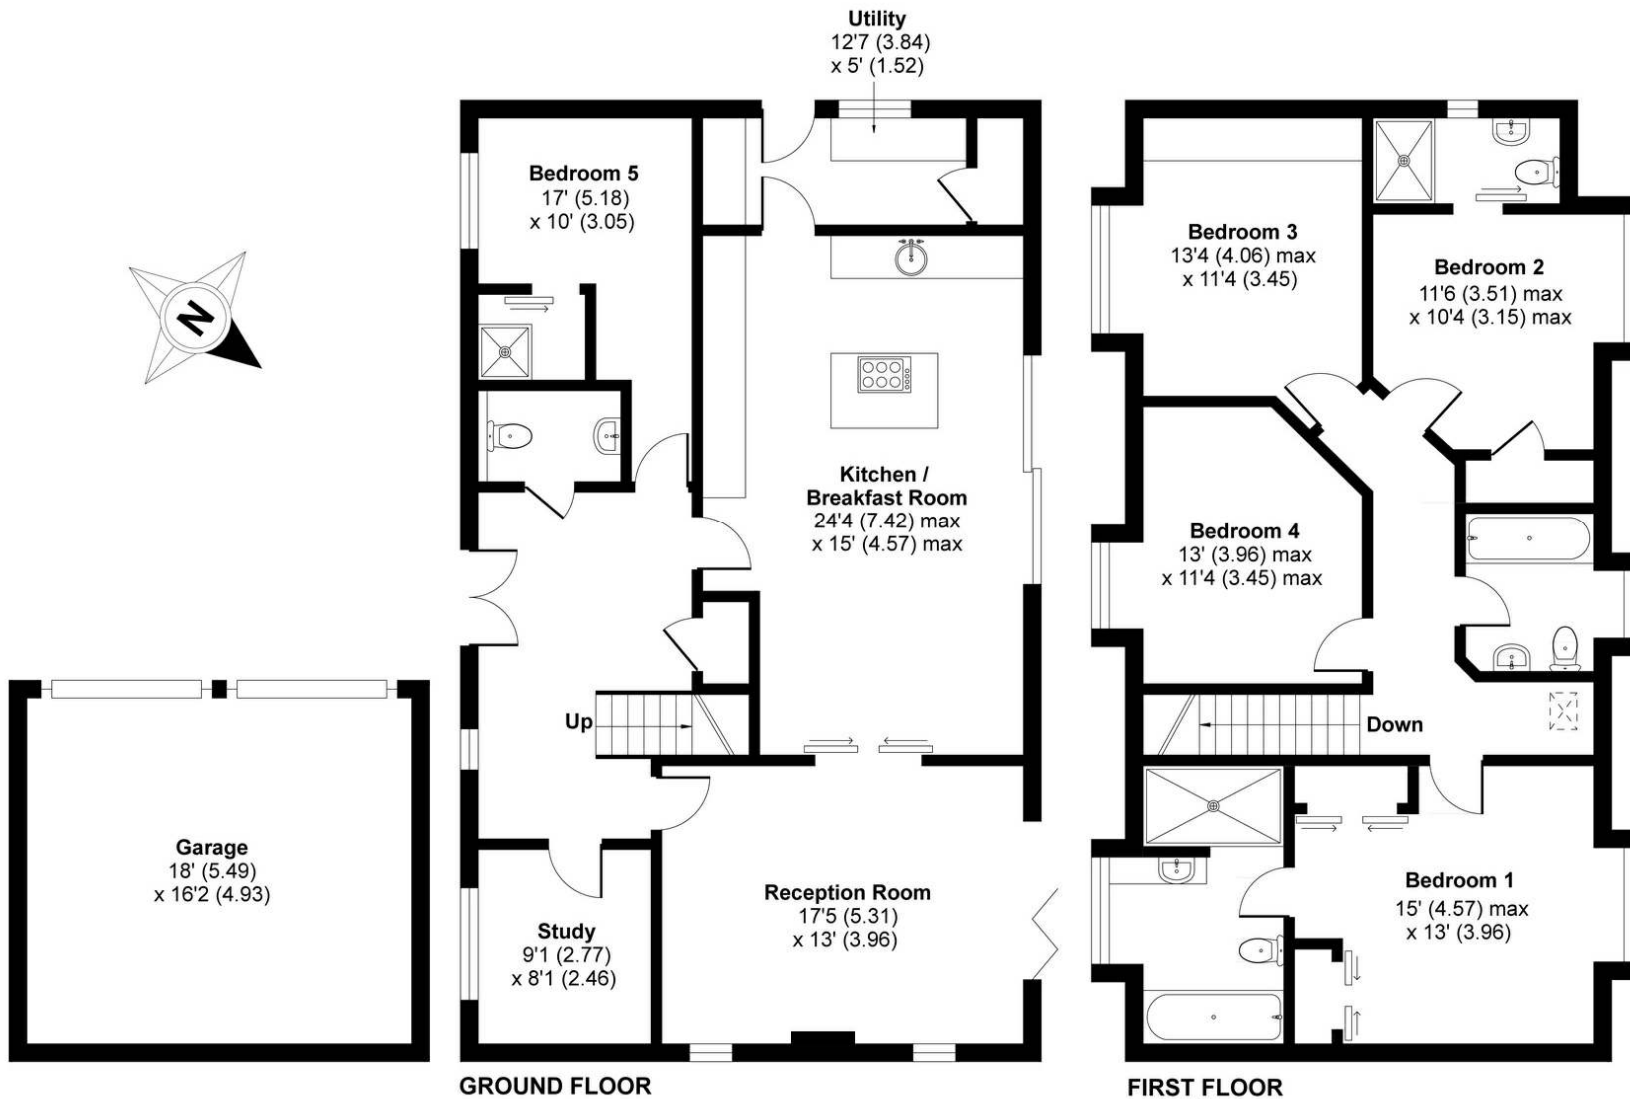 Utility
12'7 (3.84)
x 5' (1.52)
Bedroom 5
17' (5.18)
x 10' (3.05)
N
Kitchen /
Breakfast Room
24'4 (7.42) max
x 15' (4.57) max
Up
Garage
18' (5.49)
x 16'2 (4.93)
Study
9'1 (2.77)
x 8'1 (2.46)
Reception Room
17'5 (5.31)
x 13' (3.96)
GROUND FLOOR
Bedroom 3
13'4 (4.06) max
x 11'4 (3.45)
Bedroom 2
11'6 (3.51) max
x 10'4 (3.15) max
Bedroom 4
13' (3.96) max
x 11'4 (3.45) max
Down
Bedroom 1
15' (4.57) max
x 13' (3.96)
FIRST FLOOR